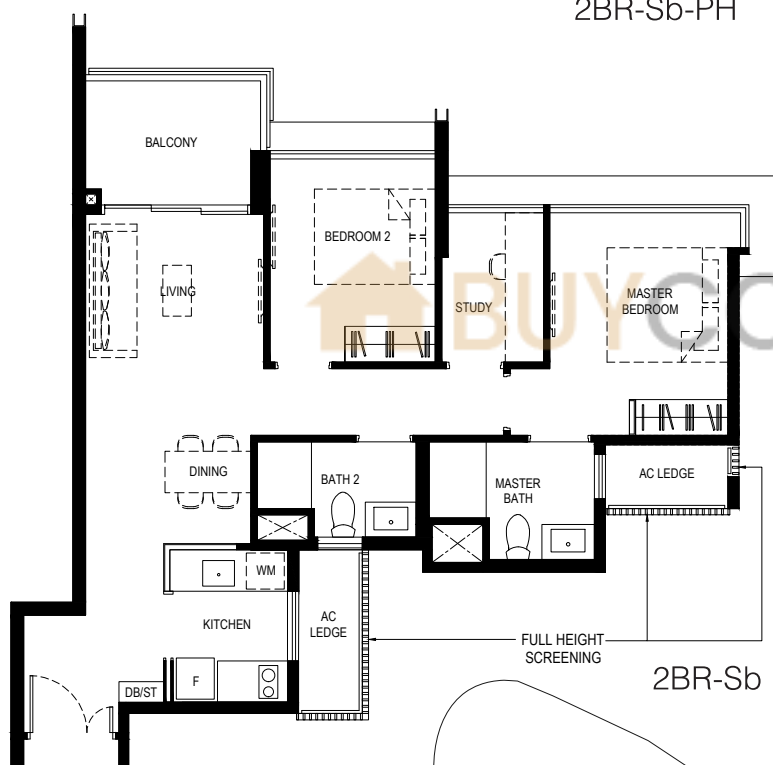 2BR-Sb-PH
BALCONY
BEDROOM 2
LIVING
STUDY
MASTER
BEDROOM
BUYCO
DINING
BATH 2
MASTER
BATH
AC LEDGE
WM
KITCHEN
AC
LEDGE
FULL HEIGHT
SCREENING
F
DB/ST
2BR-Sb